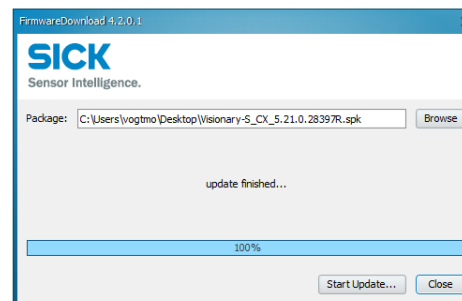 FirmwareDownload 4.2.0.1
SICK
Sensor Intelligence.
Package: C:\Users\vogtmo\Desktop\Visionary-S_CX_5.21.0.28397R.spk Browse
update finished...
100%
Start Update... Close